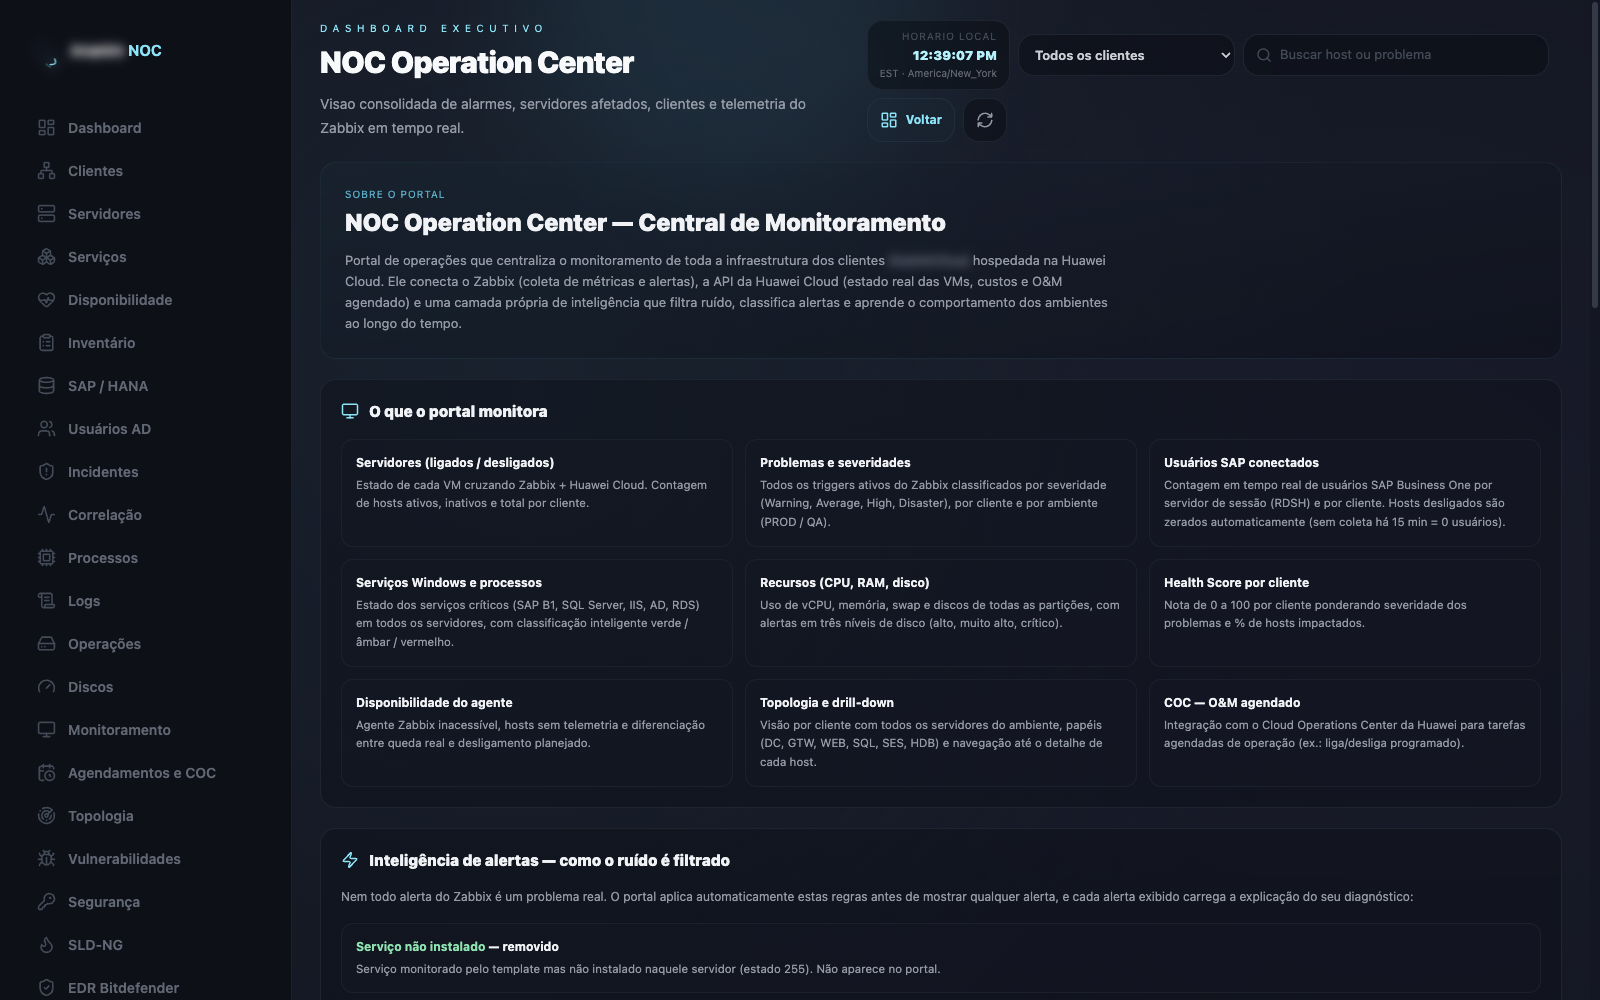 NOC
Dashboard
Clientes
Servidores
Serviços
Disponibilidade
Inventário
SAP / HANA
Usuários AD
Incidentes
Correlação
Processos
Logs
Operações
Discos
Monitoramento
Agendamentos e COC
Topologia
Vulnerabilidades
Segurança
SLD-NG
EDR Bitdefender
DASHBOARD EXECUTIVO
NOC Operation Center
Visao consolidada de alarmes, servidores afetados, clientes e telemetria do
Zabbix em tempo real.
HORARIO LOCAL
12:39:07 PM
EST · America/New_York
Todos os clientes
Buscar host ou problema
Voltar
SOBRE O PORTAL
NOC Operation Center — Central de Monitoramento
Portal de operações que centraliza o monitoramento de toda a infraestrutura dos clientes hospedada na Huawei
Cloud. Ele conecta o Zabbix (coleta de métricas e alertas), a API da Huawei Cloud (estado real das VMs, custos e O&M
agendado) e uma camada própria de inteligência que filtra ruído, classifica alertas e aprende o comportamento dos ambientes
ao longo do tempo.
O que o portal monitora
Servidores (ligados / desligados)
Estado de cada VM cruzando Zabbix + Huawei Cloud. Contagem
de hosts ativos, inativos e total por cliente.
Problemas e severidades
Todos os triggers ativos do Zabbix classificados por severidade
(Warning, Average, High, Disaster), por cliente e por ambiente
(PROD / QA).
Usuários SAP conectados
Contagem em tempo real de usuários SAP Business One por
servidor de sessão (RDSH) e por cliente. Hosts desligados são
zerados automaticamente (sem coleta há 15 min = 0 usuários).
Serviços Windows e processos
Estado dos serviços críticos (SAP B1, SQL Server, IIS, AD, RDS)
em todos os servidores, com classificação inteligente verde /
âmbar / vermelho.
Recursos (CPU, RAM, disco)
Uso de vCPU, memória, swap e discos de todas as partições, com
alertas em três níveis de disco (alto, muito alto, crítico).
Health Score por cliente
Nota de 0 a 100 por cliente ponderando severidade dos
problemas e % de hosts impactados.
Disponibilidade do agente
Agente Zabbix inacessível, hosts sem telemetria e diferenciação
entre queda real e desligamento planejado.
Topologia e drill-down
Visão por cliente com todos os servidores do ambiente, papéis
(DC, GTW, WEB, SQL, SES, HDB) e navegação até o detalhe de
cada host.
COC — O&M agendado
Integração com o Cloud Operations Center da Huawei para tarefas
agendadas de operação (ex.: liga/desliga programado).
Inteligência de alertas — como o ruído é filtrado
Nem todo alerta do Zabbix é um problema real. O portal aplica automaticamente estas regras antes de mostrar qualquer alerta, e cada alerta exibido carrega a explicação do seu diagnóstico:
Serviço não instalado — removido
Serviço monitorado pelo template mas não instalado naquele servidor (estado 255). Não aparece no portal.